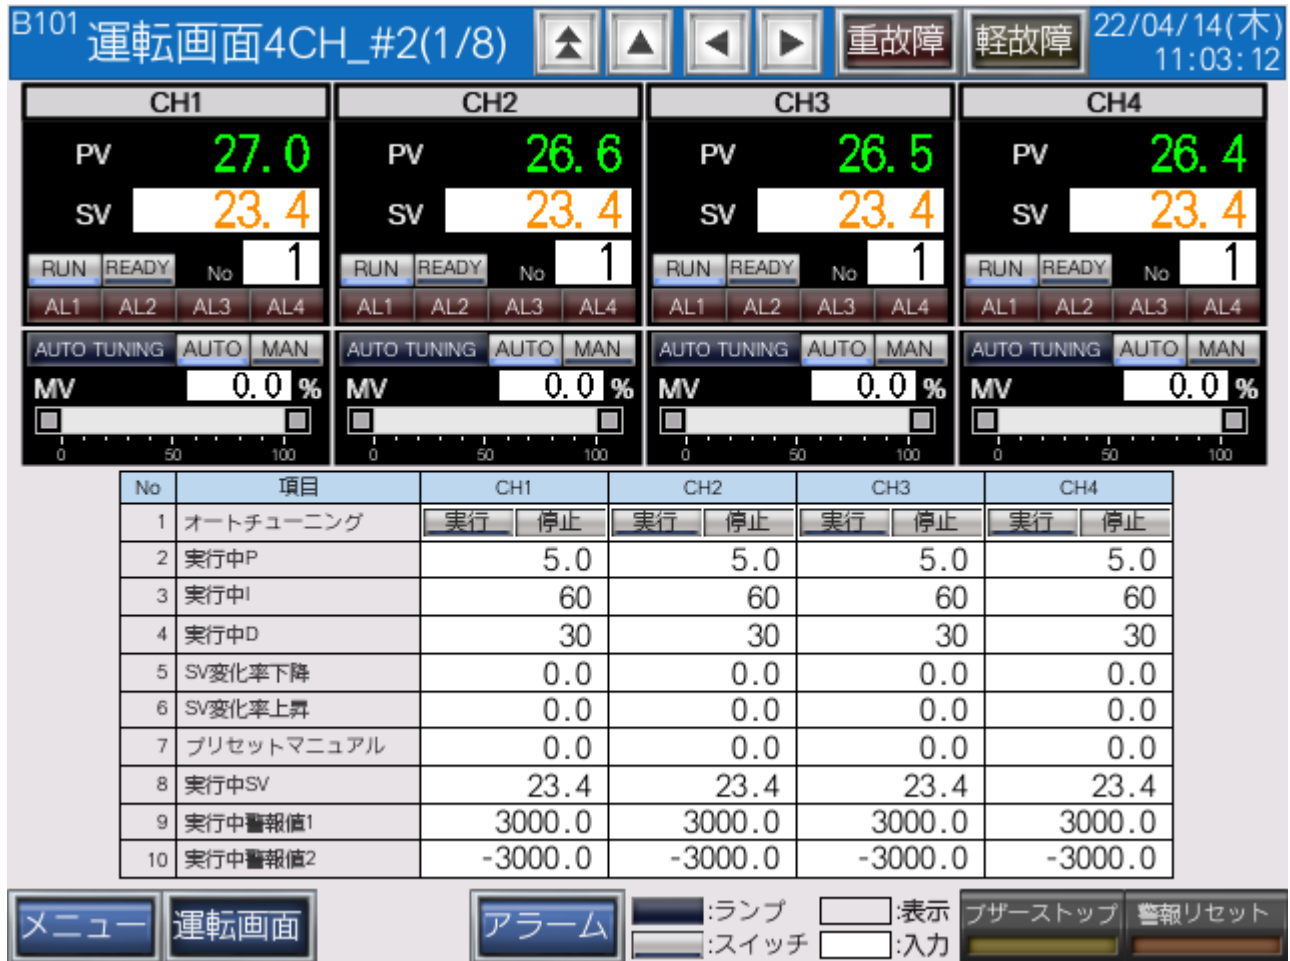 B101 運転画面4CH_#2(1/8) 重故障 軽故障 22/04/14(木) 11:03:12
CH1 CH2 CH3 CH4
PV 27.0 PV 26.6 PV 26.5 PV 26.4
SV 23.4 SV 23.4 SV 23.4 SV 23.4
RUN READY No 1 RUN READY No 1 RUN READY No 1 RUN READY No 1
AL1 AL2 AL3 AL4 AL1 AL2 AL3 AL4 AL1 AL2 AL3 AL4 AL1 AL2 AL3 AL4
AUTO TUNING AUTO MAN AUTO TUNING AUTO MAN AUTO TUNING AUTO MAN AUTO TUNING AUTO MAN
MV 0.0 % MV 0.0 % MV 0.0 % MV 0.0 %
0 50 100 0 50 100 0 50 100 0 50 100
No 項目 CH1 CH2 CH3 CH4
1 オートチューニング 実行 停止 実行 停止 実行 停止 実行 停止
2 実行中P 5.0 5.0 5.0 5.0
3 実行中I 60 60 60 60
4 実行中D 30 30 30 30
5 SV変化率下降 0.0 0.0 0.0 0.0
6 SV変化率上昇 0.0 0.0 0.0 0.0
7 プリセットマニュアル 0.0 0.0 0.0 0.0
8 実行中SV 23.4 23.4 23.4 23.4
9 実行中警報値1 3000.0 3000.0 3000.0 3000.0
10 実行中警報値2 -3000.0 -3000.0 -3000.0 -3000.0
メニュー 運転画面 アラーム :ランプ :表示 ブザーストップ 警報リセット
:スイッチ :入力